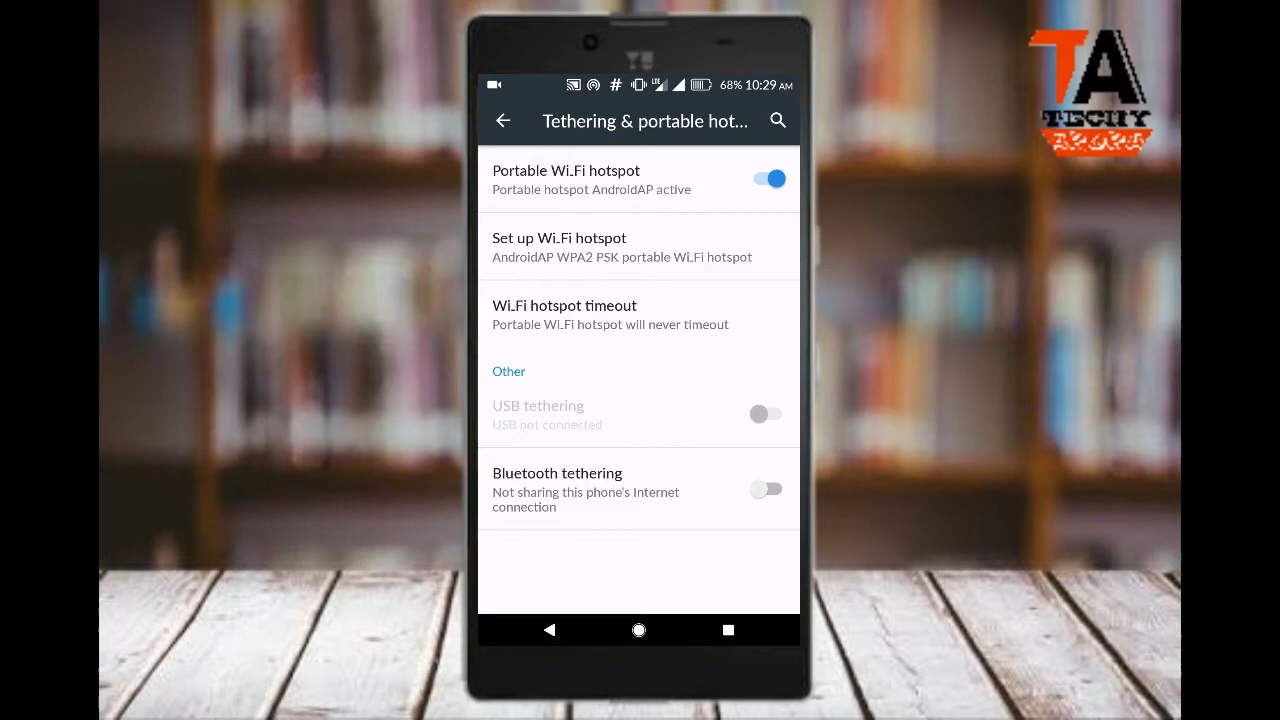 YU
68% 10:29 AM
Tethering & portable hot...
Portable Wi-Fi hotspot
Portable hotspot AndroidAP active
Set up Wi-Fi hotspot
AndroidAP WPA2 PSK portable Wi-Fi hotspot
Wi-Fi hotspot timeout
Portable Wi-Fi hotspot will never timeout
Other
USB tethering
USB not connected
Bluetooth tethering
Not sharing this phone's Internet
connection
TA
TECHY
ARORA